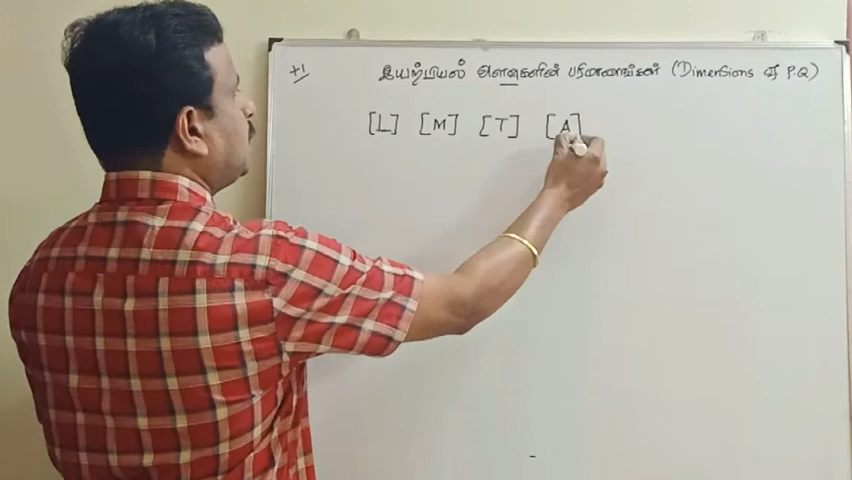 +1 இயற்பியல் அளவுகளின் பரிமாணங்கள் (Dimensions of P.Q)
[L] [M] [T] [A]